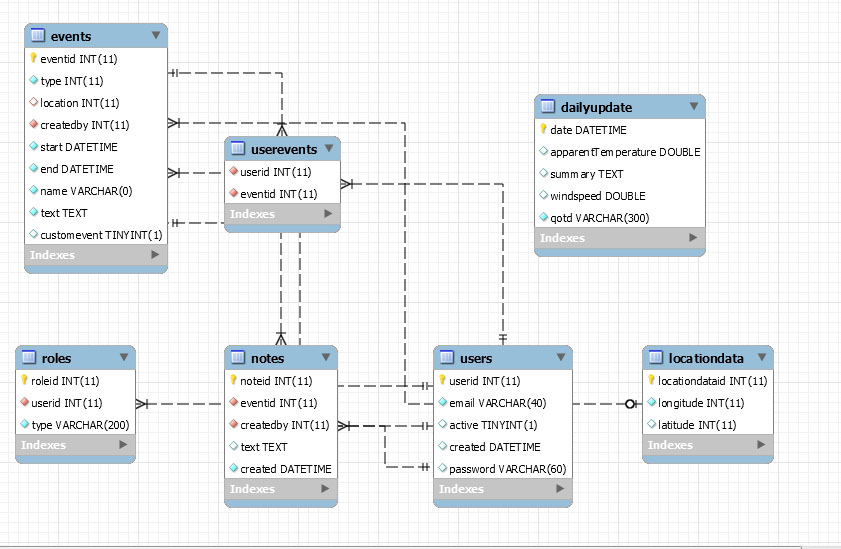 events
eventid INT(11)
type INT(11)
location INT(11)
createdby INT(11)
start DATETIME
end DATETIME
name VARCHAR(0)
text TEXT
customevent TINYINT(1)
Indexes
userevents
userid INT(11)
eventid INT(11)
Indexes
dailyupdate
date DATETIME
apparentTemperature DOUBLE
summary TEXT
windspeed DOUBLE
qotd VARCHAR(300)
Indexes
roles
roleid INT(11)
userid INT(11)
type VARCHAR(200)
Indexes
notes
noteid INT(11)
eventid INT(11)
createdby INT(11)
text TEXT
created DATETIME
Indexes
users
userid INT(11)
email VARCHAR(40)
active TINYINT(1)
created DATETIME
password VARCHAR(60)
Indexes
locationdata
locationdataid INT(11)
longitude INT(11)
latitude INT(11)
Indexes